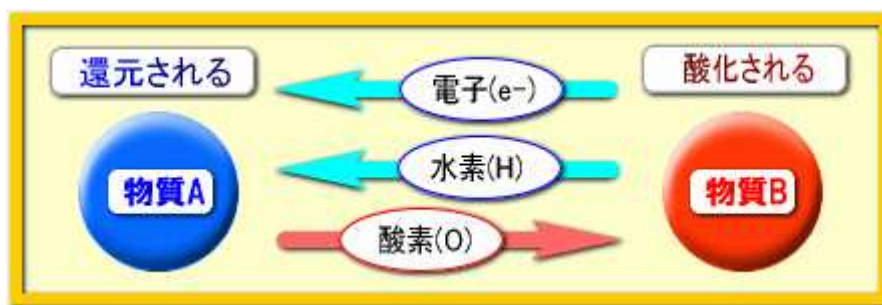 還元される
酸化される
電子(e-)
水素(H)
物質A
物質B
酸素(O)